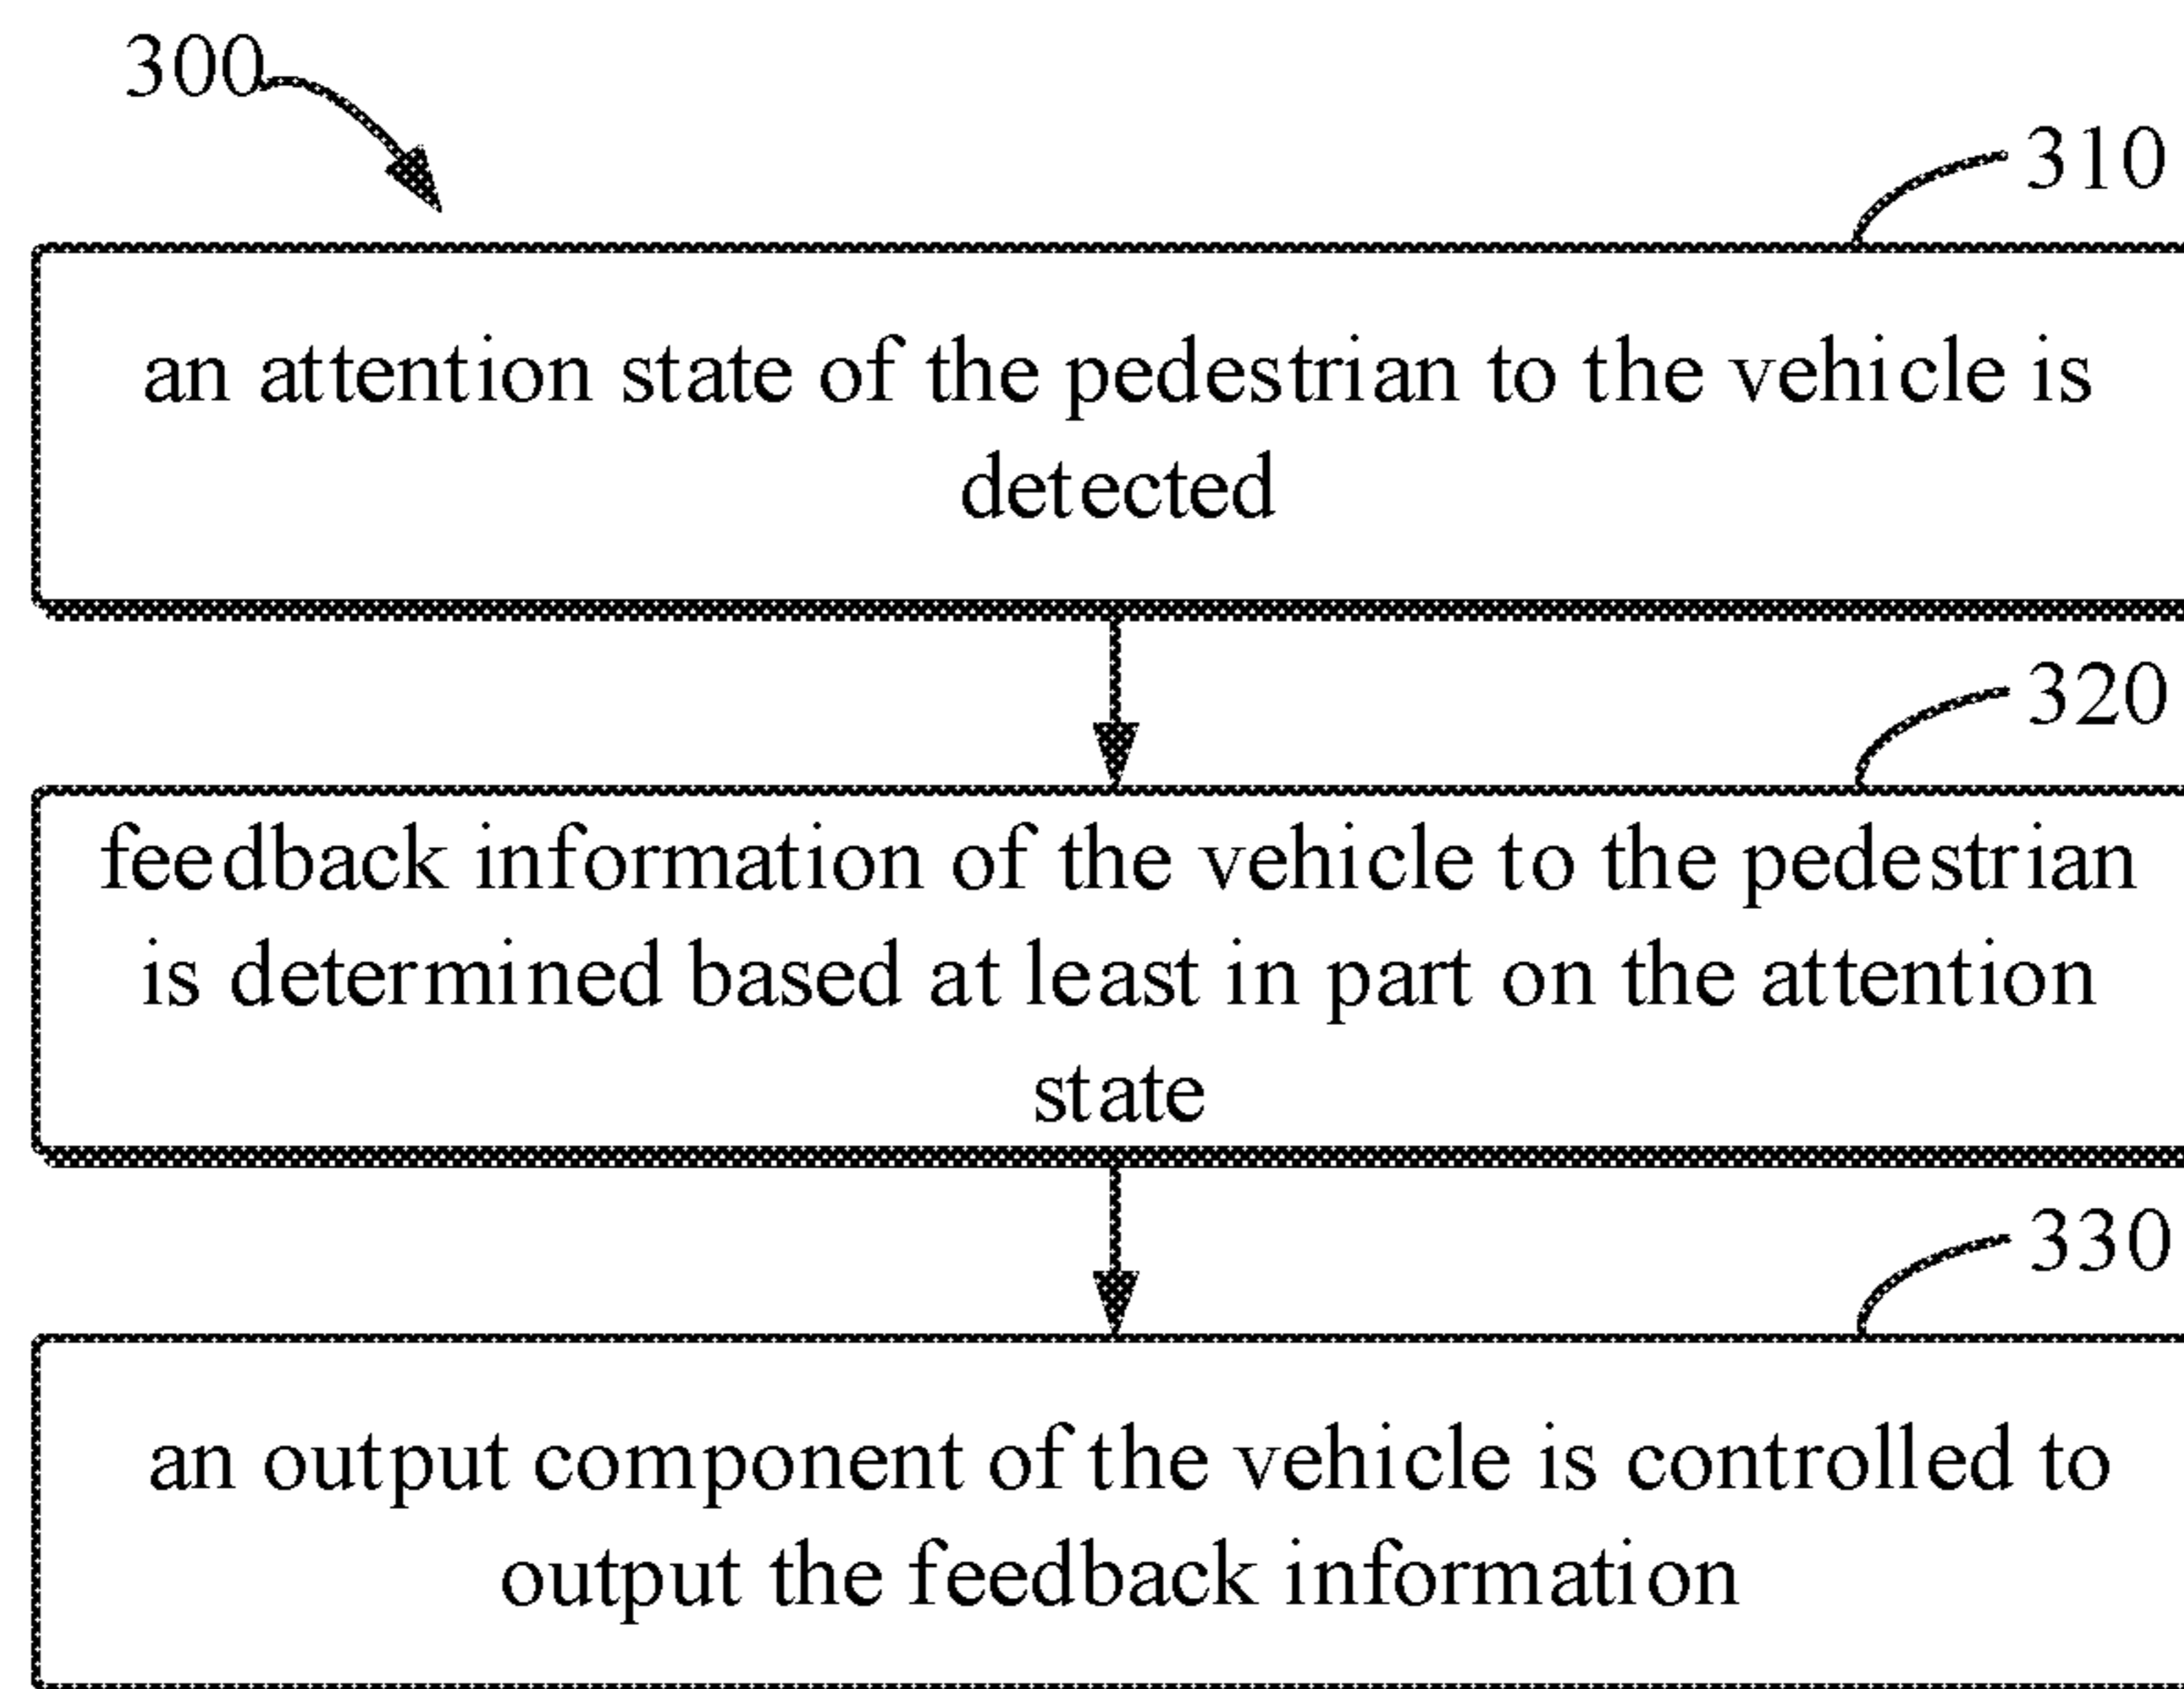 300
310
an attention state of the pedestrian to the vehicle is
detected
320
feedback information of the vehicle to the pedestrian
is determined based at least in part on the attention
state
330
an output component of the vehicle is controlled to
output the feedback information